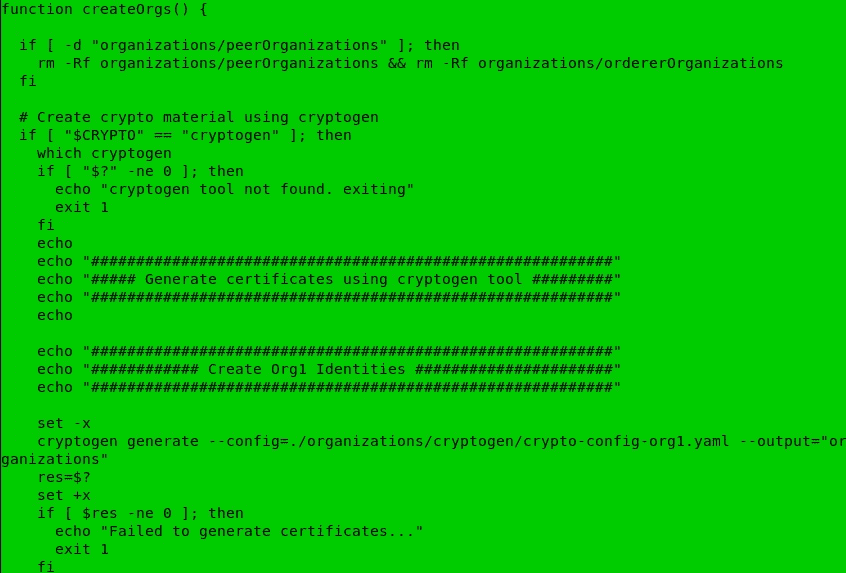 function createOrgs() {

  if [ -d "organizations/peerOrganizations" ]; then
    rm -Rf organizations/peerOrganizations && rm -Rf organizations/ordererOrganizations
  fi

  # Create crypto material using cryptogen
  if [ "$CRYPTO" == "cryptogen" ]; then
    which cryptogen
    if [ "$?" -ne 0 ]; then
      echo "cryptogen tool not found. exiting"
      exit 1
    fi
    echo
    echo "##########################################################"
    echo "##### Generate certificates using cryptogen tool #########"
    echo "##########################################################"
    echo

    echo "##########################################################"
    echo "############ Create Org1 Identities ######################"
    echo "##########################################################"

    set -x
    cryptogen generate --config=./organizations/cryptogen/crypto-config-org1.yaml --output="or
ganizations"
    res=$?
    set +x
    if [ $res -ne 0 ]; then
      echo "Failed to generate certificates..."
      exit 1
    fi